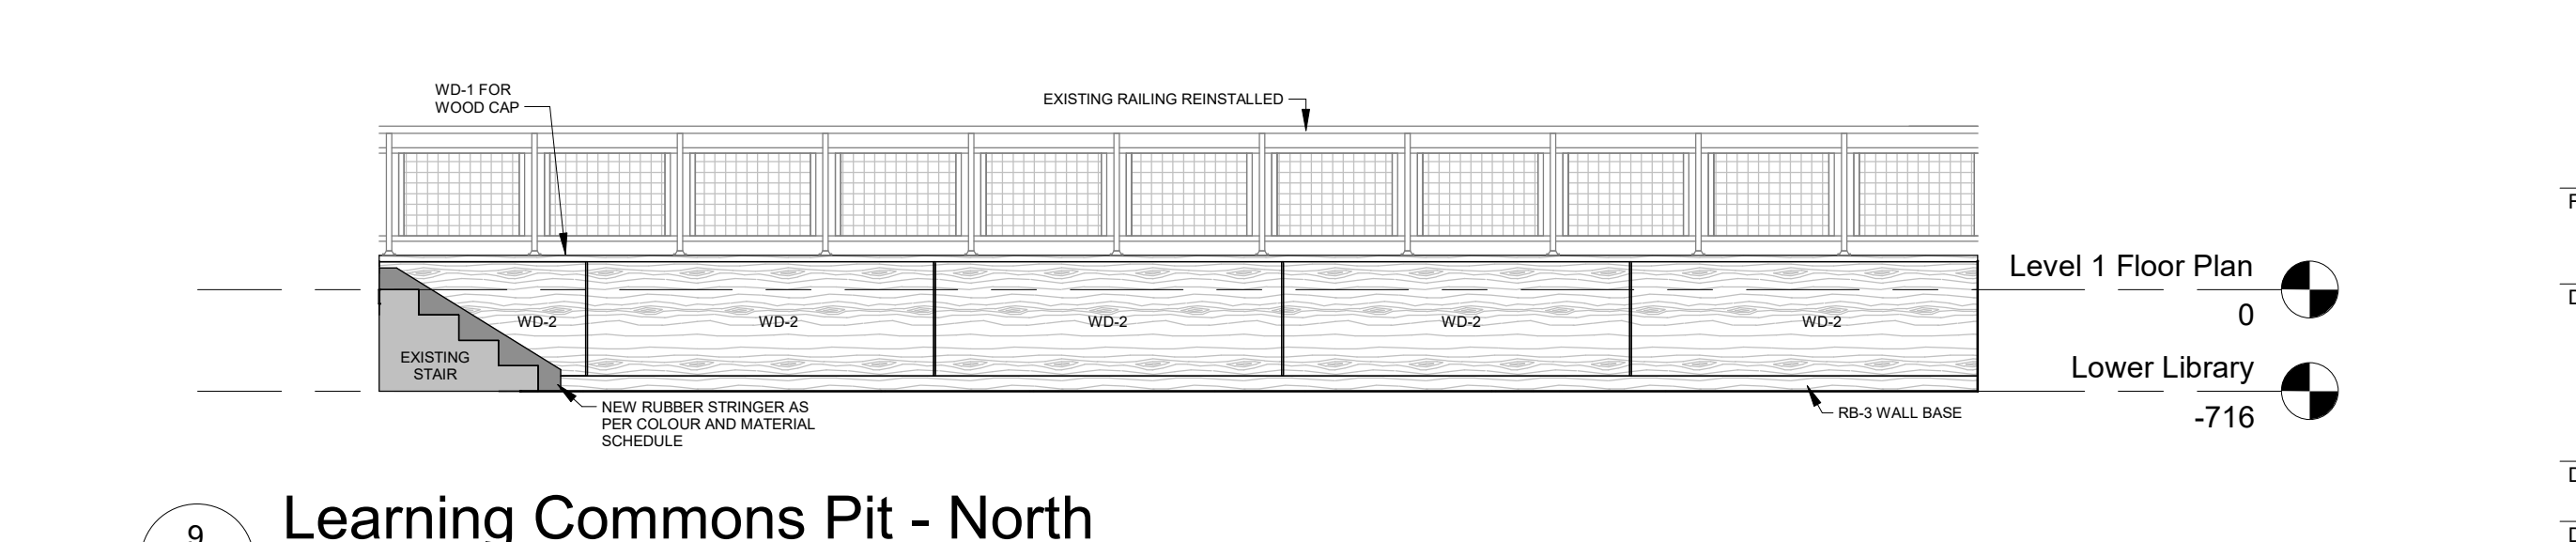 WD-1 FOR
WOOD CAP
EXISTING RAILING REINSTALLED
Level 1 Floor Plan
0
WD-2
WD-2
WD-2
WD-2
WD-2
EXISTING
STAIR
Lower Library
-716
NEW RUBBER STRINGER AS
PER COLOUR AND MATERIAL
SCHEDULE
RB-3 WALL BASE
9
Learning Commons Pit - North